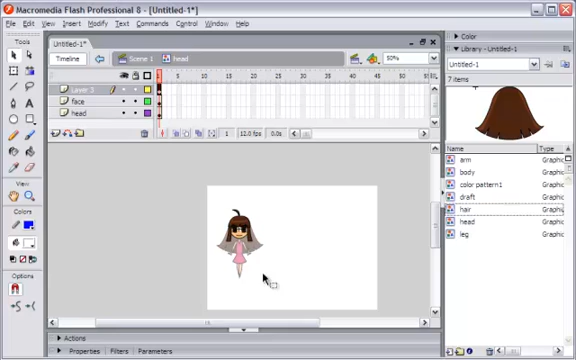 Macromedia Flash Professional 8 - [Untitled-1*]
File Edit View Insert Modify Text Commands Control Window Help
Tools
View
Colors
Options
Untitled-1*
Timeline
Scene 1
head
50%
1 5 10 15 20 25 30 35 40 45
Layer 3
face
head
1
12.0 fps
0.0s
Color
Library - Untitled-1
Untitled-1
7 items
Name
Type
arm Graphic
body Graphic
color pattern1 Graphic
draft Graphic
hair Graphic
head Graphic
leg Graphic
Actions
Properties Filters Parameters